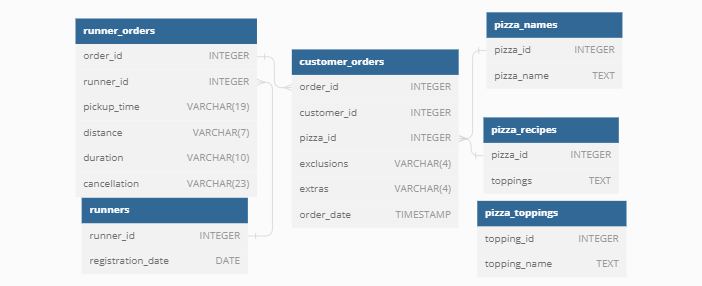 runner_orders
order_id INTEGER
runner_id INTEGER
pickup_time VARCHAR(19)
distance VARCHAR(7)
duration VARCHAR(10)
cancellation VARCHAR(23)
runners
runner_id INTEGER
registration_date DATE
customer_orders
order_id INTEGER
customer_id INTEGER
pizza_id INTEGER
exclusions VARCHAR(4)
extras VARCHAR(4)
order_date TIMESTAMP
pizza_names
pizza_id INTEGER
pizza_name TEXT
pizza_recipes
pizza_id INTEGER
toppings TEXT
pizza_toppings
topping_id INTEGER
topping_name TEXT